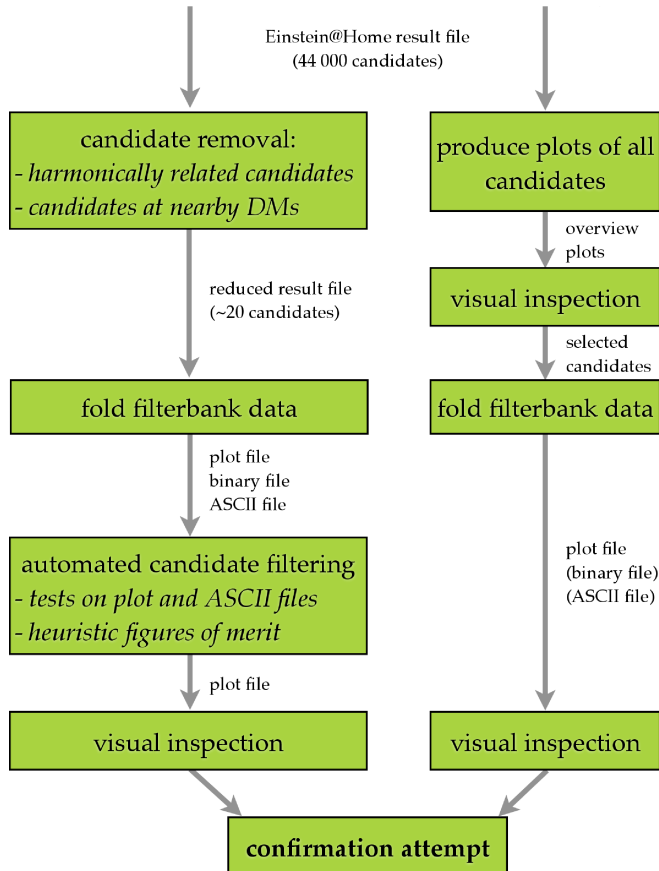 Einstein@Home result file
(44 000 candidates)
candidate removal:
- harmonically related candidates
- candidates at nearby DMs
produce plots of all
candidates
overview
plots
reduced result file
(~20 candidates)
visual inspection
selected
candidates
fold filterbank data
fold filterbank data
plot file
binary file
ASCII file
automated candidate filtering
- tests on plot and ASCII files
- heuristic figures of merit
plot file
(binary file)
(ASCII file)
plot file
visual inspection
visual inspection
confirmation attempt